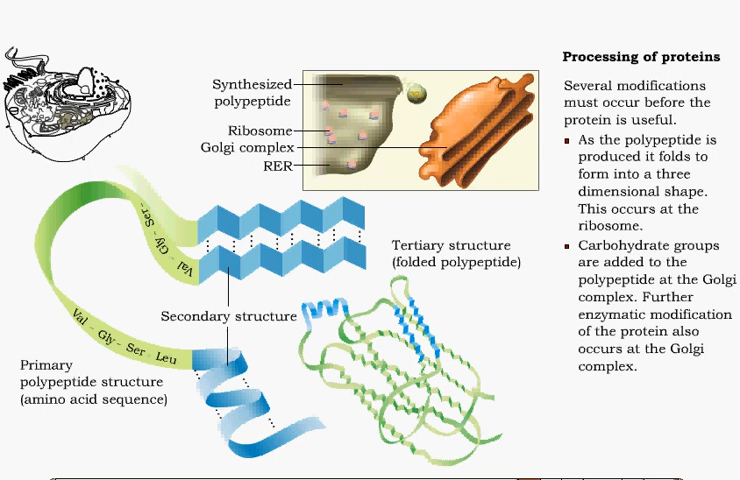 Processing of proteins
Several modifications
must occur before the
protein is useful.
As the polypeptide is
produced it folds to
form into a three
dimensional shape.
This occurs at the
ribosome.
Carbohydrate groups
are added to the
polypeptide at the Golgi
complex. Further
enzymatic modification
of the protein also
occurs at the Golgi
complex.
Synthesized
polypeptide
Ribosome
Golgi complex
RER
Val - Gly - Ser -
Tertiary structure
(folded polypeptide)
Secondary structure
Val - Gly - Ser - Leu
Primary
polypeptide structure
(amino acid sequence)